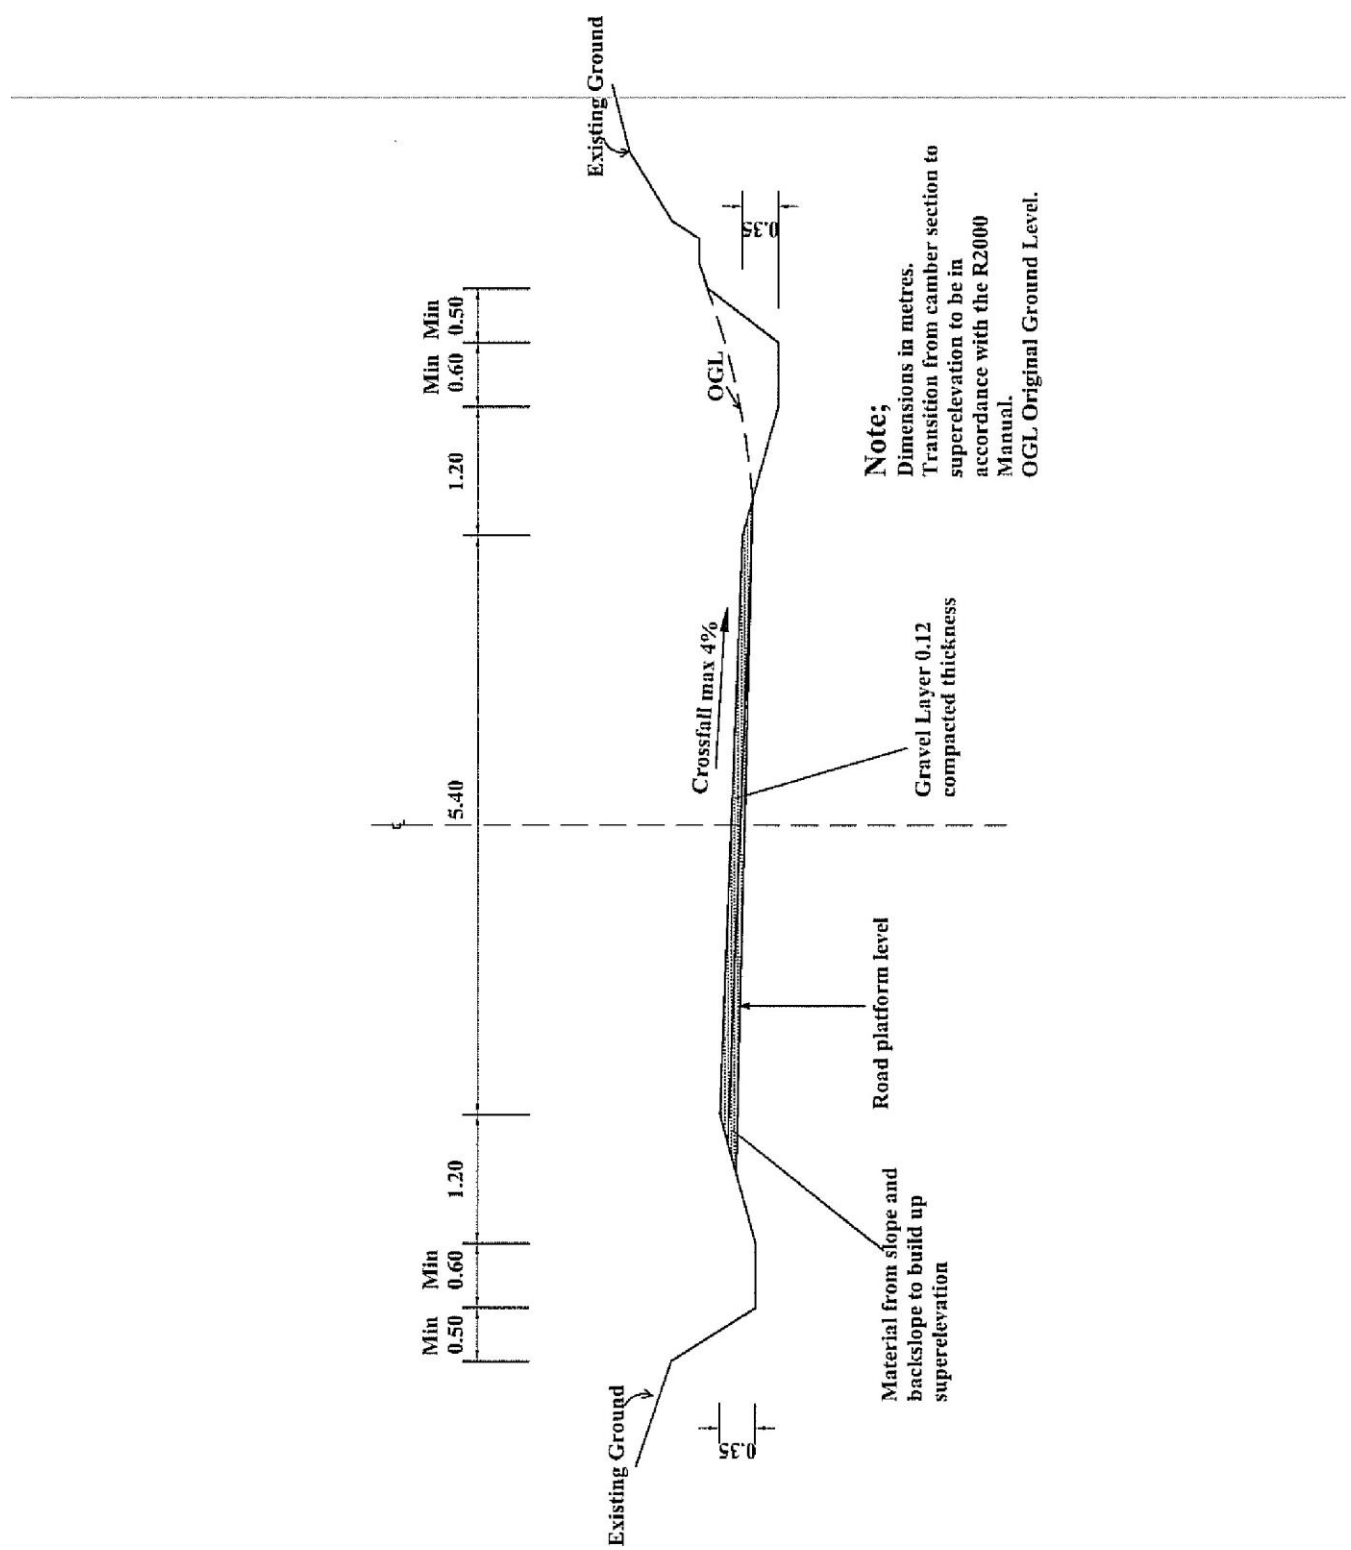 Min
0.50
Min
0.60
1.20
5.40
1.20
Min
0.60
Min
0.50
Existing Ground
Existing Ground
OGL
Crossfall max 4%
0.35
0.35
Material from slope and
backslope to build up
superelevation
Road platform level
Gravel Layer 0.12
compacted thickness
Note;
Dimensions in metres.
Transition from camber section to
superelevation to be in
accordance with the R2000
Manual.
OGL Original Ground Level.